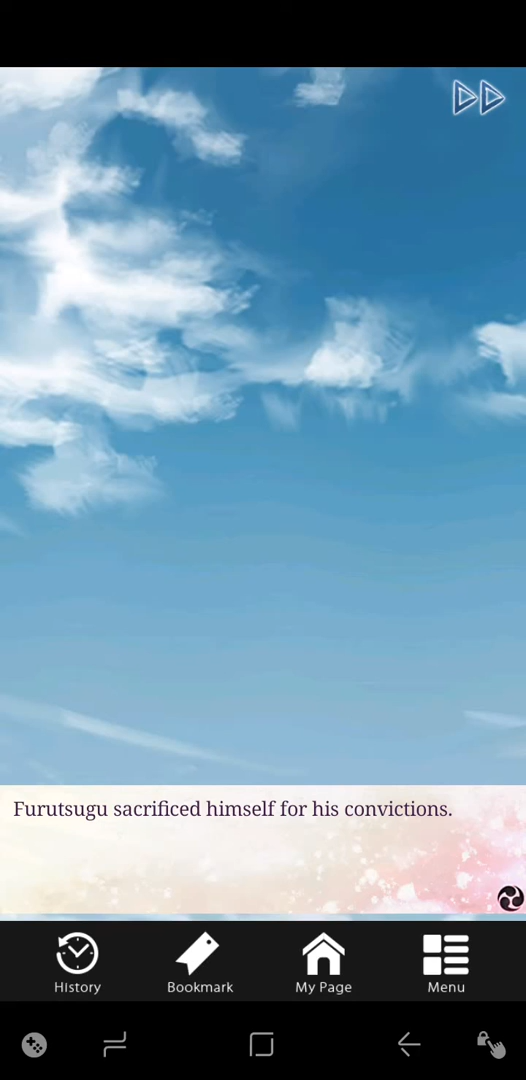 Furutsugu sacrificed himself for his convictions.
History
Bookmark
My Page
Menu